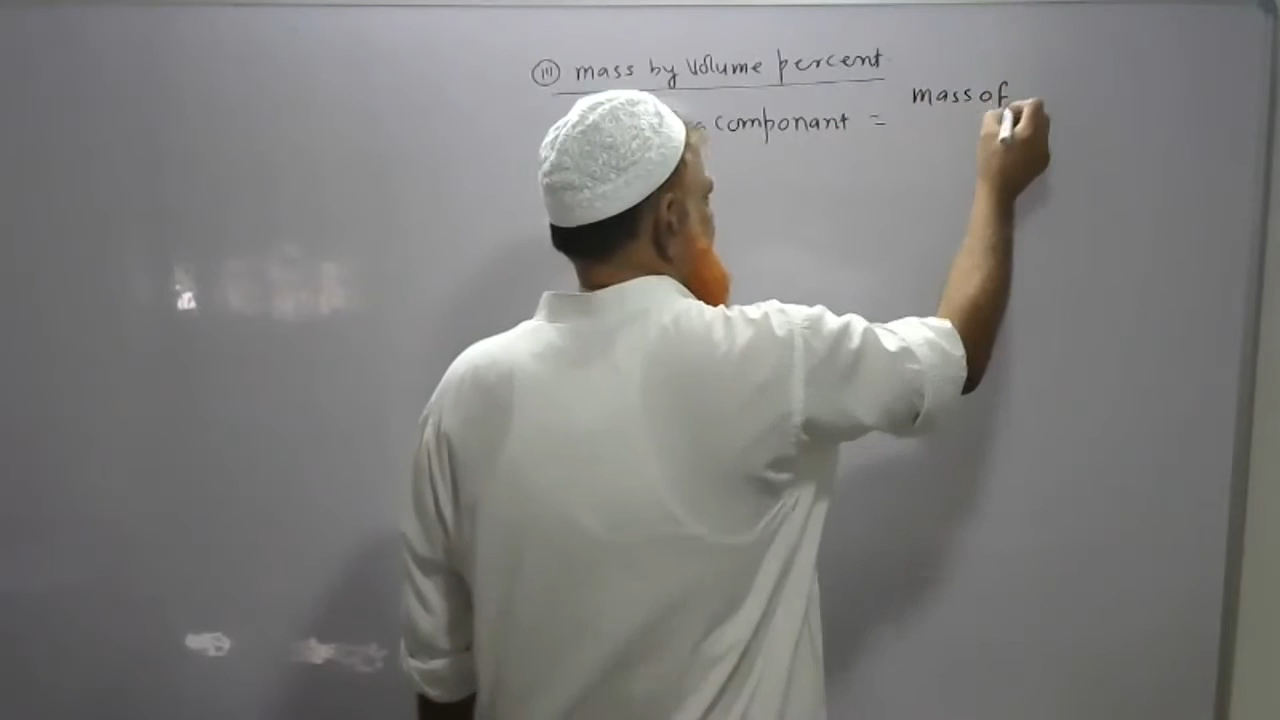 (III) mass by volume percent
componant = mass of